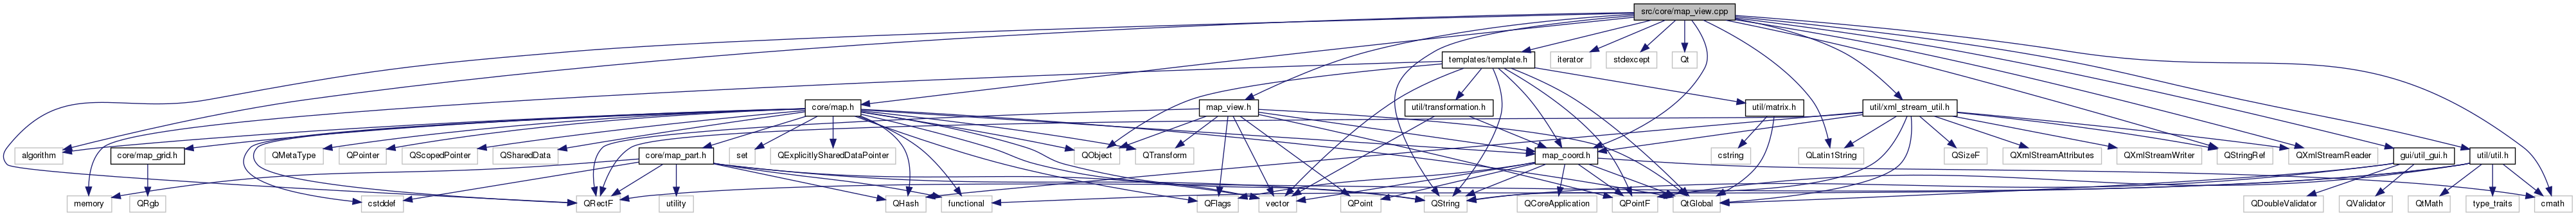 src/core/map_view.cpp
templates/template.h
iterator
stdexcept
Qt
core/map.h
map_view.h
util/transformation.h
util/matrix.h
util/xml_stream_util.h
algorithm
core/map_grid.h
QMetaType
QPointer
QScopedPointer
QSharedData
core/map_part.h
set
QExplicitlySharedDataPointer
QObject
QTransform
map_coord.h
cstring
QLatin1String
QSizeF
QXmlStreamAttributes
QXmlStreamWriter
QStringRef
QXmlStreamReader
gui/util_gui.h
util/util.h
memory
QRgb
cstddef
QRectF
utility
QHash
functional
QFlags
vector
QPoint
QString
QCoreApplication
QPointF
QtGlobal
QDoubleValidator
QValidator
QtMath
type_traits
cmath